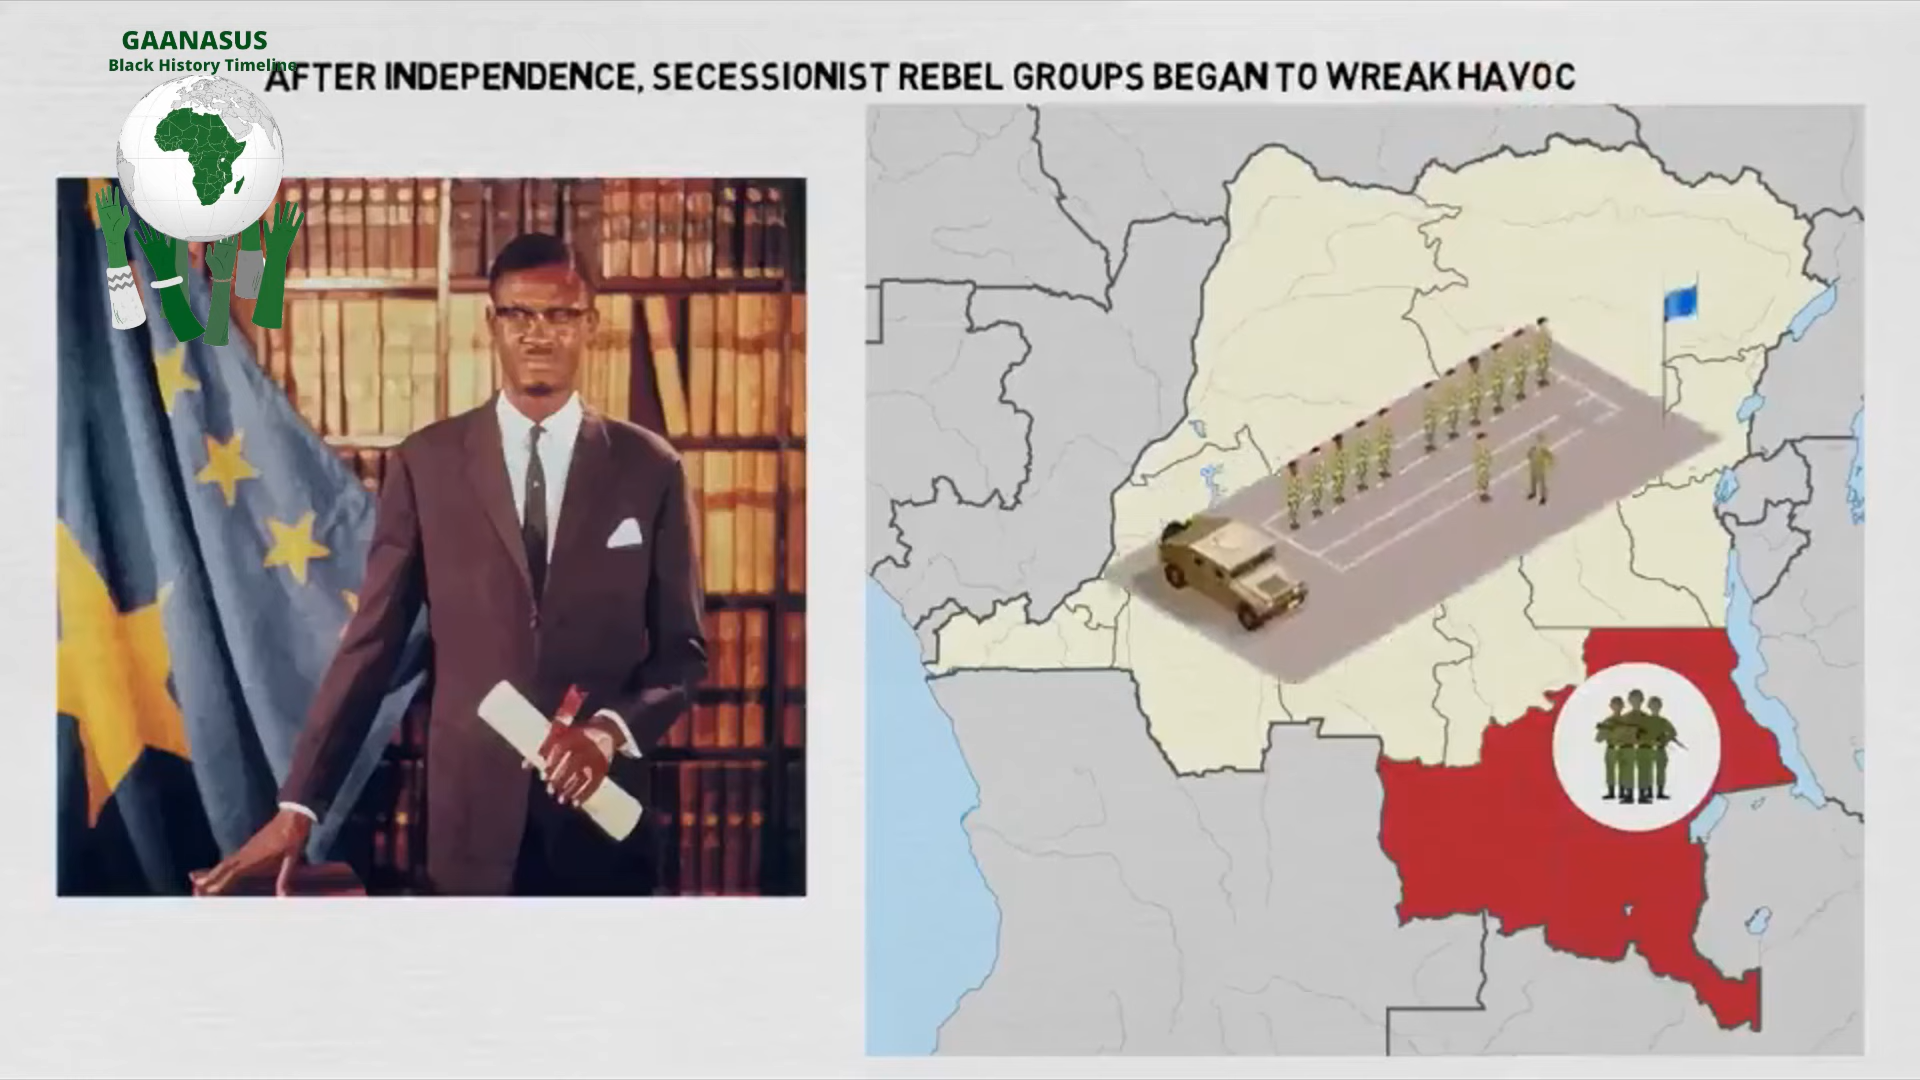 GAANASUS
Black History Timeline
AFTER INDEPENDENCE, SECESSIONIST REBEL GROUPS BEGAN TO WREAK HAVOC